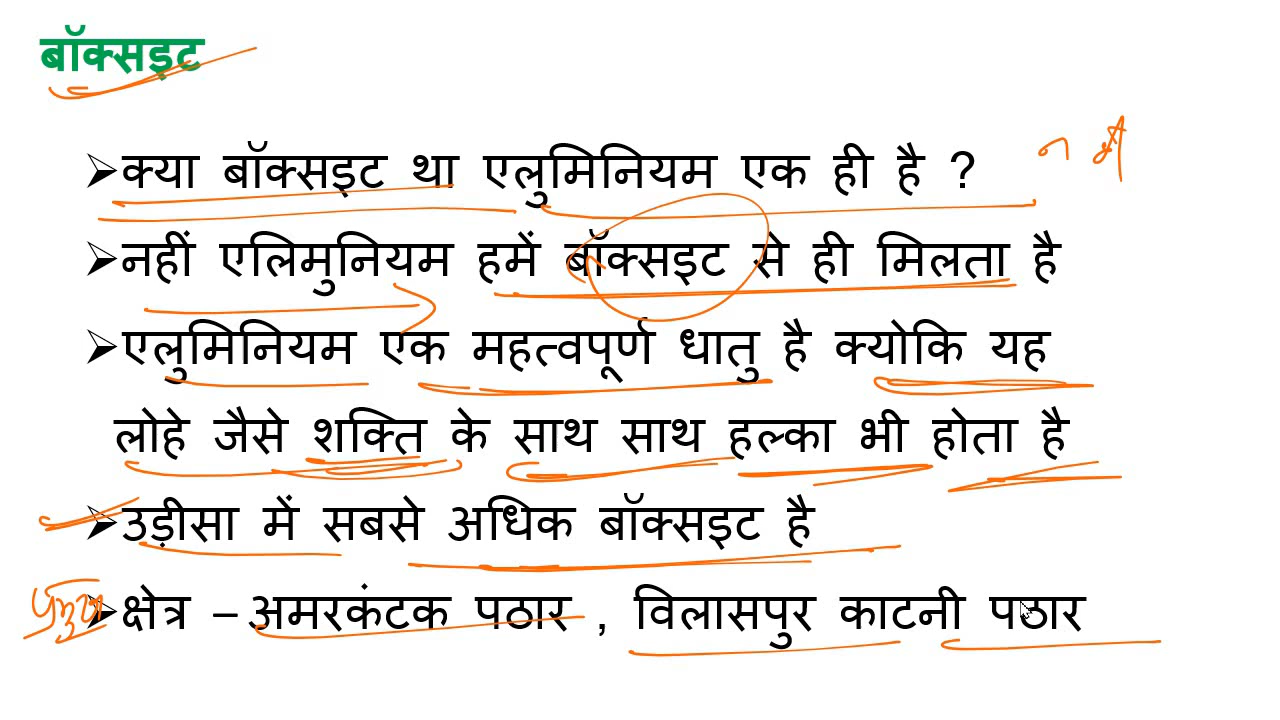 बॉक्सइट
➢क्या बॉक्सइट था एलुमिनियम एक ही है ?
➢नहीं एलिमुनियम हमें बॉक्सइट से ही मिलता है
➢एलुमिनियम एक महत्वपूर्ण धातु है क्योकि यह
लोहे जैसे शक्ति के साथ साथ हल्का भी होता है
➢उड़ीसा में सबसे अधिक बॉक्सइट है
➢क्षेत्र – अमरकंटक पठार , विलासपुर काटनी पठार